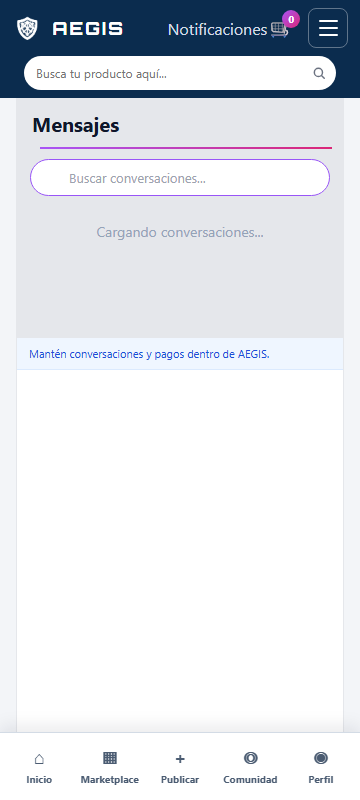 AEGIS
Notificaciones
0
Busca tu producto aquí...
Mensajes
Buscar conversaciones...
Cargando conversaciones...
Mantén conversaciones y pagos dentro de AEGIS.
Inicio
Marketplace
Publicar
Comunidad
Perfil